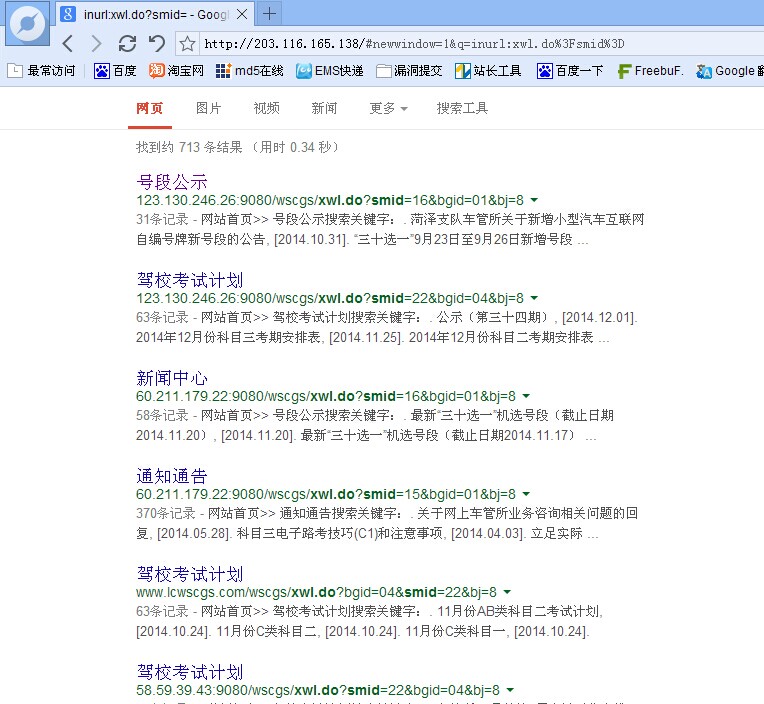 inurl:xwl.do?smid= - Goog
http://203.116.165.138/#newwindow=1&q=inurl:xwl.do%3Fsmid%3D
最常访问 百度 淘宝网 md5在线 EMS快递 漏洞提交 站长工具 百度一下 FreebuF. Google 翻
网页 图片 视频 新闻 更多 搜索工具
找到约 713 条结果 （用时 0.34 秒）
号段公示
123.130.246.26:9080/wscgs/xwl.do?smid=16&bgid=01&bj=8
31条记录 - 网站首页>> 号段公示搜索关键字：. 菏泽支队车管所关于新增小型汽车互联网
自编号牌新号段的公告, [2014.10.31]. “三十选一”9月23日至9月26日新增号段 ...
驾校考试计划
123.130.246.26:9080/wscgs/xwl.do?smid=22&bgid=04&bj=8
63条记录 - 网站首页>> 驾校考试计划搜索关键字：. 公示（第三十四期）, [2014.12.01].
2014年12月份科目三考期安排表, [2014.11.25]. 2014年12月份科目二考期安排表 ...
新闻中心
60.211.179.22:9080/wscgs/xwl.do?smid=16&bgid=01&bj=8
58条记录 - 网站首页>> 号段公示搜索关键字：. 最新“三十选一”机选号段（截止日期
2014.11.20）, [2014.11.20]. 最新“三十选一”机选号段（截止日期2014.11.17） ...
通知通告
60.211.179.22:9080/wscgs/xwl.do?smid=15&bgid=01&bj=8
370条记录 - 网站首页>> 通知通告搜索关键字：. 关于网上车管所业务咨询相关问题的回
复, [2014.05.28]. 科目三电子路考技巧(C1)和注意事项, [2014.04.03]. 立足实际 ...
驾校考试计划
www.lcwscgs.com/wscgs/xwl.do?bgid=04&smid=22&bj=8
63条记录 - 网站首页>> 驾校考试计划搜索关键字：. 11月份AB类科目二考试计划,
[2014.10.24]. 11月份C类科目二, [2014.10.24]. 11月份C类科目一, [2014.10.24].
驾校考试计划
58.59.39.43:9080/wscgs/xwl.do?smid=22&bgid=04&bj=8